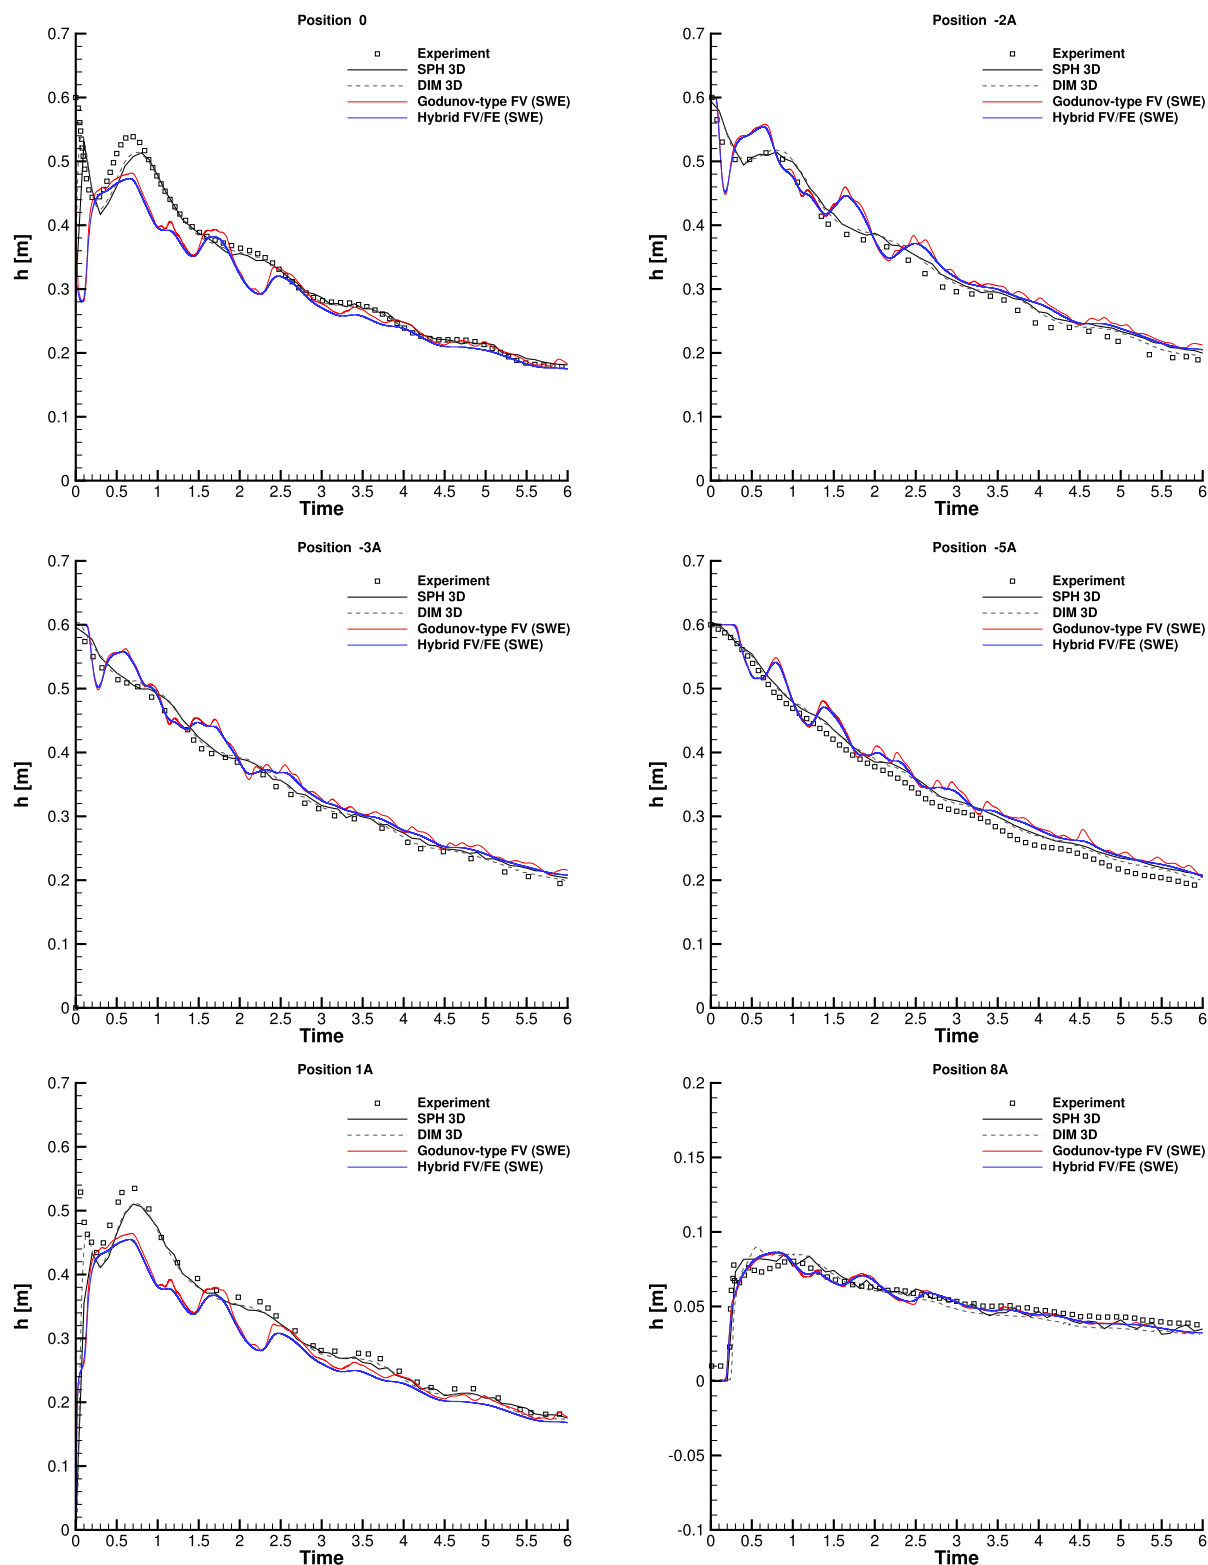 Position 0
Experiment
SPH 3D
DIM 3D
Godunov-type FV (SWE)
Hybrid FV/FE (SWE)
h [m]
0.7
0.6
0.5
0.4
0.3
0.2
0.1
0
0 0.5 1 1.5 2 2.5 3 3.5 4 4.5 5 5.5 6
Time
Position -2A
Experiment
SPH 3D
DIM 3D
Godunov-type FV (SWE)
Hybrid FV/FE (SWE)
h [m]
0.7
0.6
0.5
0.4
0.3
0.2
0.1
0
0 0.5 1 1.5 2 2.5 3 3.5 4 4.5 5 5.5 6
Time
Position -3A
Experiment
SPH 3D
DIM 3D
Godunov-type FV (SWE)
Hybrid FV/FE (SWE)
h [m]
0.7
0.6
0.5
0.4
0.3
0.2
0.1
0
0 0.5 1 1.5 2 2.5 3 3.5 4 4.5 5 5.5 6
Time
Position -5A
Experiment
SPH 3D
DIM 3D
Godunov-type FV (SWE)
Hybrid FV/FE (SWE)
h [m]
0.7
0.6
0.5
0.4
0.3
0.2
0.1
0
0 0.5 1 1.5 2 2.5 3 3.5 4 4.5 5 5.5 6
Time
Position 1A
Experiment
SPH 3D
DIM 3D
Godunov-type FV (SWE)
Hybrid FV/FE (SWE)
h [m]
0.7
0.6
0.5
0.4
0.3
0.2
0.1
0
0 0.5 1 1.5 2 2.5 3 3.5 4 4.5 5 5.5 6
Time
Position 8A
Experiment
SPH 3D
DIM 3D
Godunov-type FV (SWE)
Hybrid FV/FE (SWE)
h [m]
0.2
0.15
0.1
0.05
0
-0.05
-0.1
0 0.5 1 1.5 2 2.5 3 3.5 4 4.5 5 5.5 6
Time